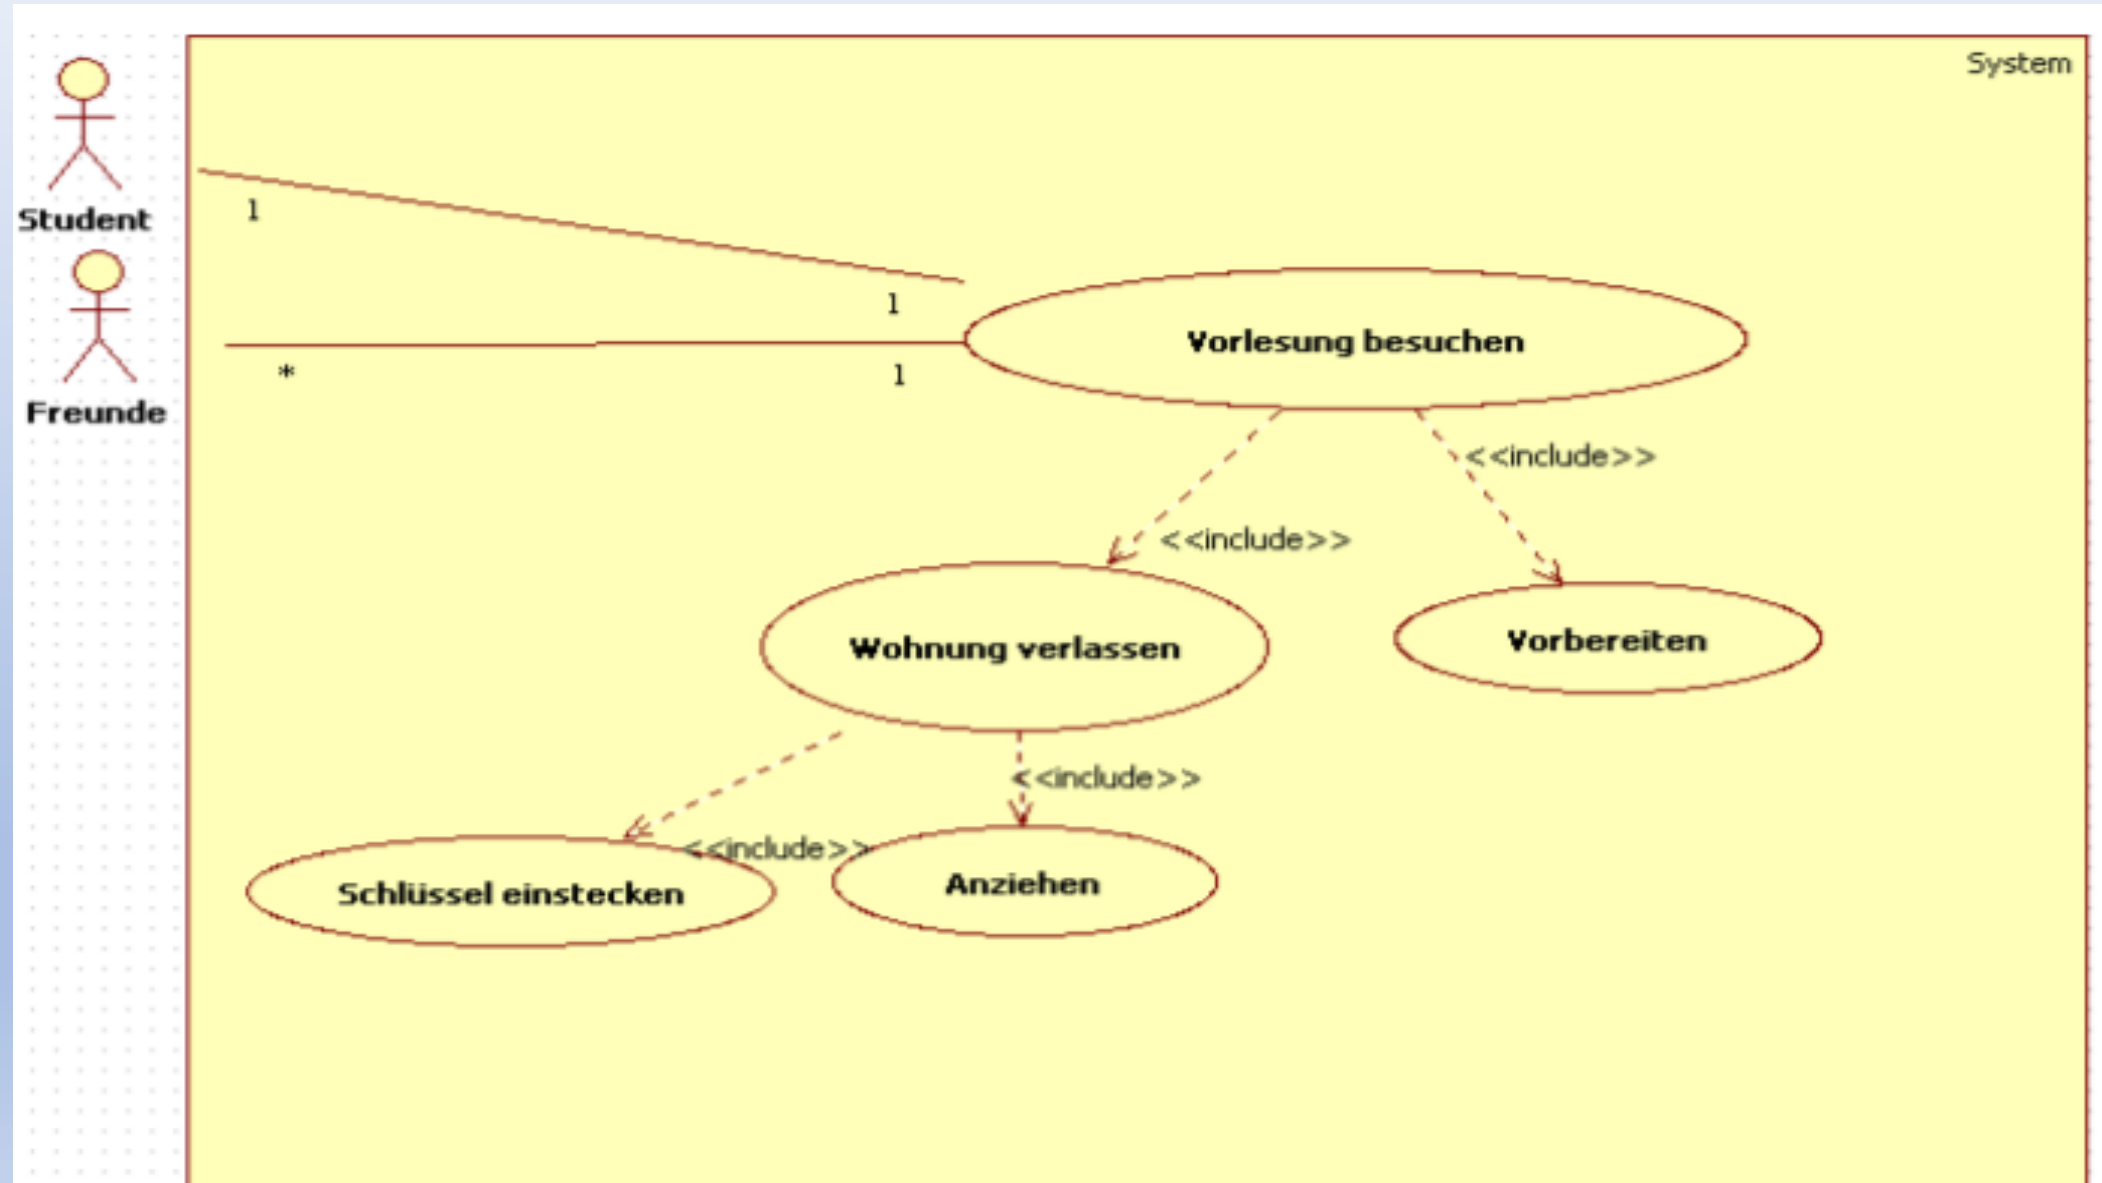 System
Student
1
1
Vorlesung besuchen
*
1
Freunde
<<include>>
<<include>>
Wohnung verlassen
Vorbereiten
<<include>>
<<include>>
Schlüssel einstecken
Anziehen